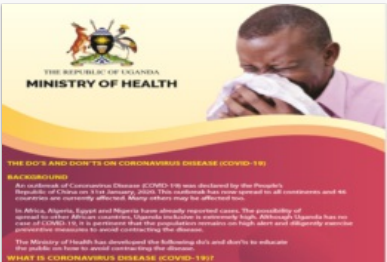 THE REPUBLIC OF UGANDA
MINISTRY OF HEALTH
THE DO'S AND DON'TS ON CORONAVIRUS DISEASE (COVID-19)
BACKGROUND
An outbreak of Coronavirus Disease (COVID-19) was declared by the People's
Republic of China on 31st January, 2020. This outbreak has now spread to all continents and 46
countries are currently affected. Many others may be affected too.
In Africa, Algeria, Egypt and Nigeria have already reported cases. The possibility of
spread to other African countries, Uganda inclusive is extremely high. Although Uganda has no
case of COVID-19, it is pertinent that the population remains on high alert and diligently exercise
preventive measures to avoid contracting the disease.
The Ministry of Health has developed the following do's and don'ts to educate
the public on how to avoid contracting the disease.
WHAT IS CORONAVIRUS DISEASE (COVID-19)?